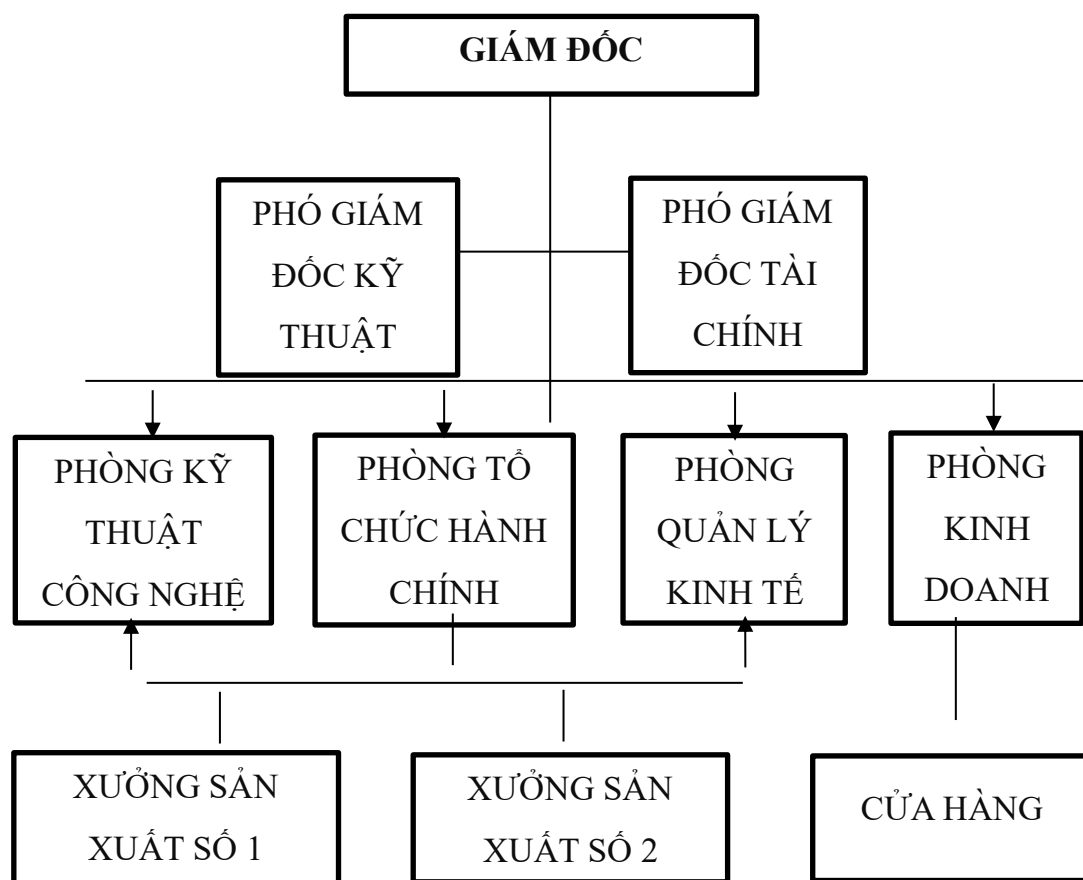 GIÁM ĐỐC
PHÓ GIÁM
ĐỐC KỸ
THUẬT
PHÓ GIÁM
ĐỐC TÀI
CHÍNH
PHÒNG KỸ
THUẬT
CÔNG NGHỆ
PHÒNG TỔ
CHỨC HÀNH
CHÍNH
PHÒNG
QUẢN LÝ
KINH TẾ
PHÒNG
KINH
DOANH
XƯỞNG SẢN
XUẤT SỐ 1
XƯỞNG SẢN
XUẤT SỐ 2
CỬA HÀNG